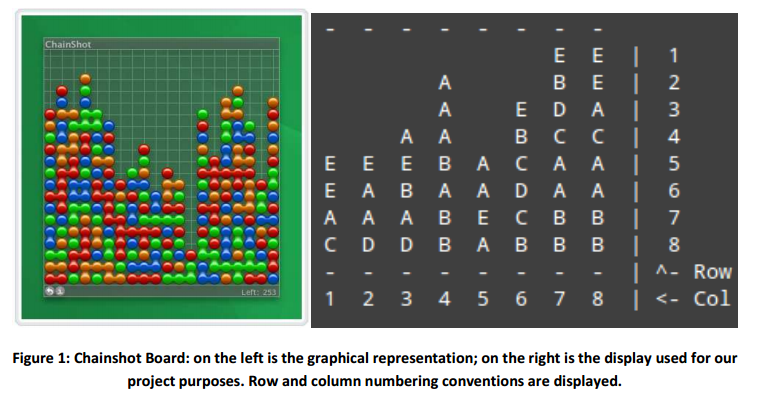 ChainShot
Left: 253
- - - - - - - -
E E | 1
A B E | 2
A E D A | 3
A A B C C | 4
E E E B A C A A | 5
E A B A A D A A | 6
A A A B E C B B | 7
C D D B A B B B | 8
- - - - - - - - | ^- Row
1 2 3 4 5 6 7 8 | <- Col
Figure 1: Chainshot Board: on the left is the graphical representation; on the right is the display used for our
project purposes. Row and column numbering conventions are displayed.